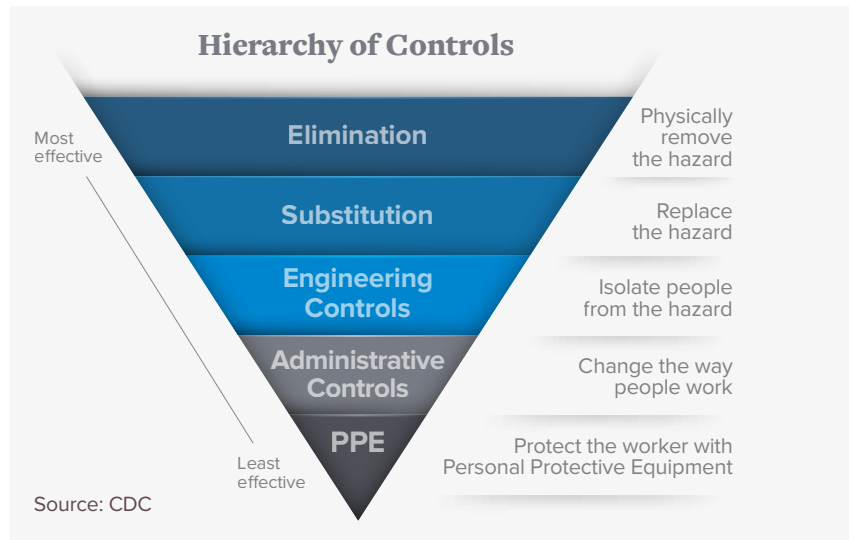 Hierarchy of Controls
Most
effective
Elimination
Physically
remove
the hazard
Substitution
Replace
the hazard
Engineering
Controls
Isolate people
from the hazard
Administrative
Controls
Change the way
people work
PPE
Protect the worker with
Personal Protective Equipment
Least
effective
Source: CDC